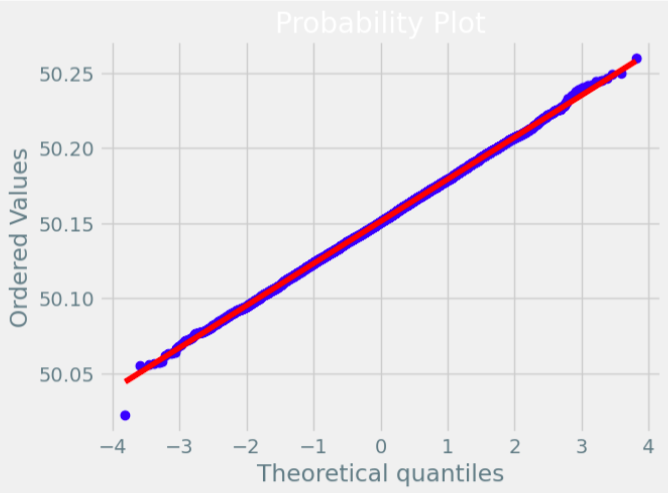 Probability Plot
50.25
50.20
50.15
50.10
50.05
Ordered Values
−4 −3 −2 −1 0 1 2 3 4
Theoretical quantiles